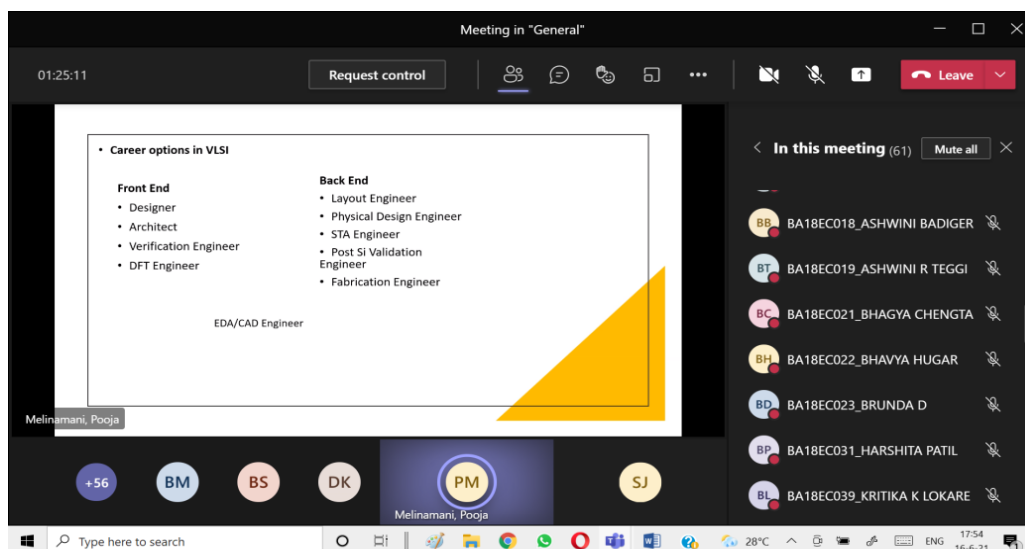 Meeting in "General"
01:25:11
Request control
Leave
• Career options in VLSI
Front End
• Designer
• Architect
• Verification Engineer
• DFT Engineer
Back End
• Layout Engineer
• Physical Design Engineer
• STA Engineer
• Post Si Validation
Engineer
• Fabrication Engineer
EDA/CAD Engineer
Melinamani, Pooja
In this meeting (61)
Mute all
BB BA18EC018_ASHWINI BADIGER
BT BA18EC019_ASHWINI R TEGGI
BC BA18EC021_BHAGYA CHENGTA
BH BA18EC022_BHAVYA HUGAR
BD BA18EC023_BRUNDA D
BP BA18EC031_HARSHITA PATIL
BL BA18EC039_KRITIKA K LOKARE
+56
BM
BS
DK
PM
Melinamani, Pooja
SJ
Type here to search
28°C
ENG
17:54
16-6-21